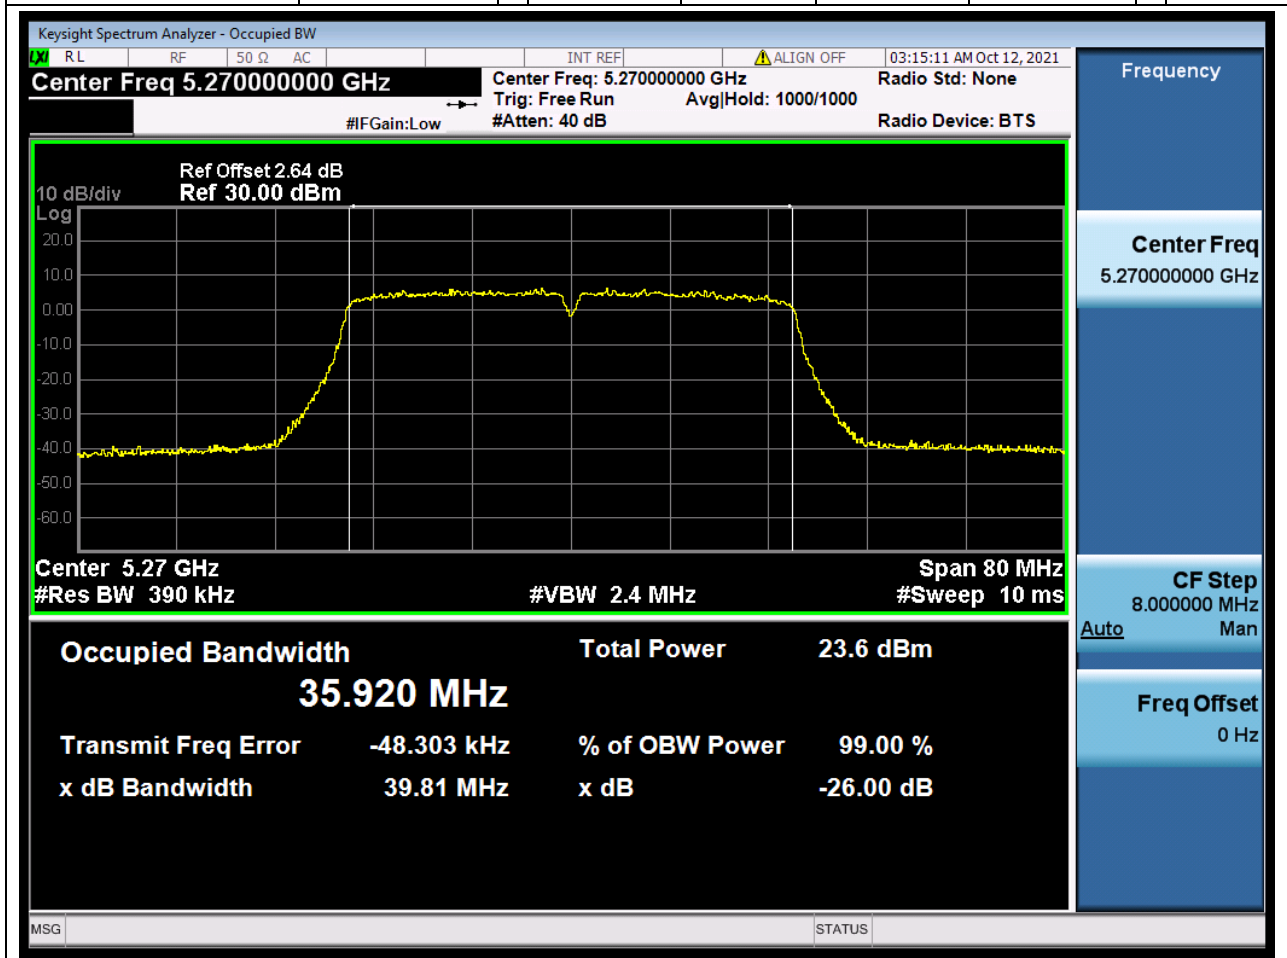 Keysight Spectrum Analyzer - Occupied BW
LXI RL RF 50 Ω AC INT REF ALIGN OFF 03:15:11 AM Oct 12, 2021
Center Freq 5.270000000 GHz
Center Freq: 5.270000000 GHz
Radio Std: None
Trig: Free Run Avg|Hold: 1000/1000
#IFGain:Low
#Atten: 40 dB
Radio Device: BTS
Ref Offset 2.64 dB
10 dB/div Ref 30.00 dBm
Log
20.0
10.0
0.00
-10.0
-20.0
-30.0
-40.0
-50.0
-60.0
Center 5.27 GHz Span 80 MHz
#Res BW 390 kHz #VBW 2.4 MHz #Sweep 10 ms
Occupied Bandwidth Total Power 23.6 dBm
35.920 MHz
Transmit Freq Error -48.303 kHz % of OBW Power 99.00 %
x dB Bandwidth 39.81 MHz x dB -26.00 dB
Frequency
Center Freq
5.270000000 GHz
CF Step
8.000000 MHz
Auto Man
Freq Offset
0 Hz
MSG STATUS